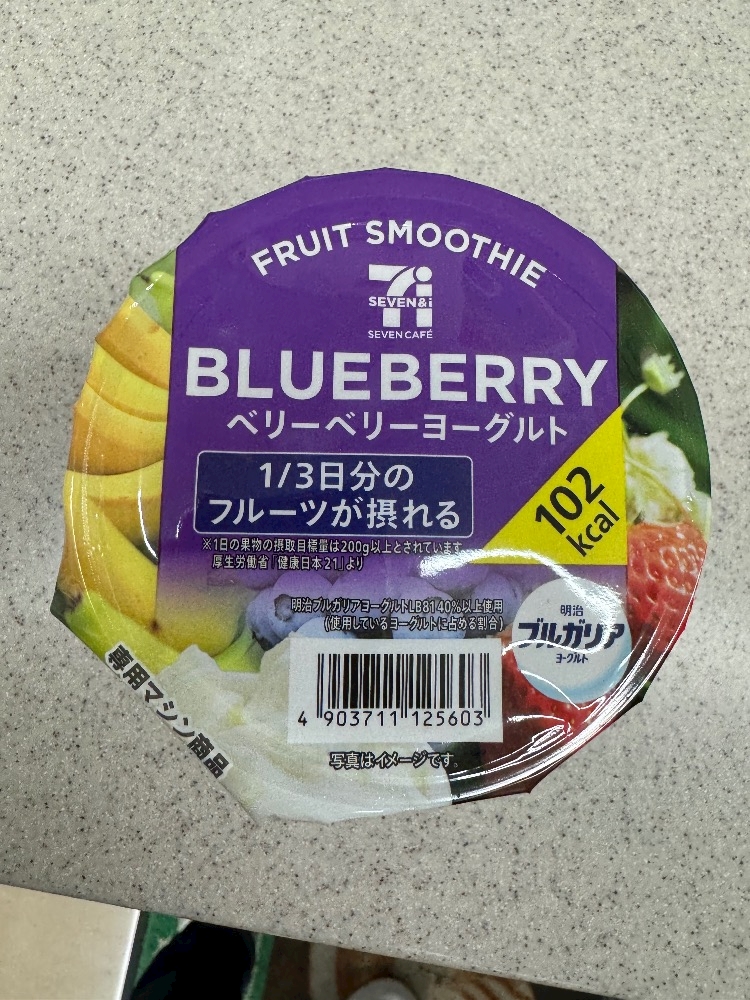 FRUIT SMOOTHIE
SEVEN&i
SEVEN CAFÉ
BLUEBERRY
ベリーベリーヨーグルト
1/3日分の
フルーツが摂れる
102
kcal
※1日の果物の摂取目標量は200g以上とされています。
厚生労働省「健康日本21」より
明治ブルガリアヨーグルトLB81 40%以上使用
(使用しているヨーグルトに占める割合)
明治
ブルガリア
ヨーグルト
専用マシン商品
4 903711 125603
写真はイメージです。